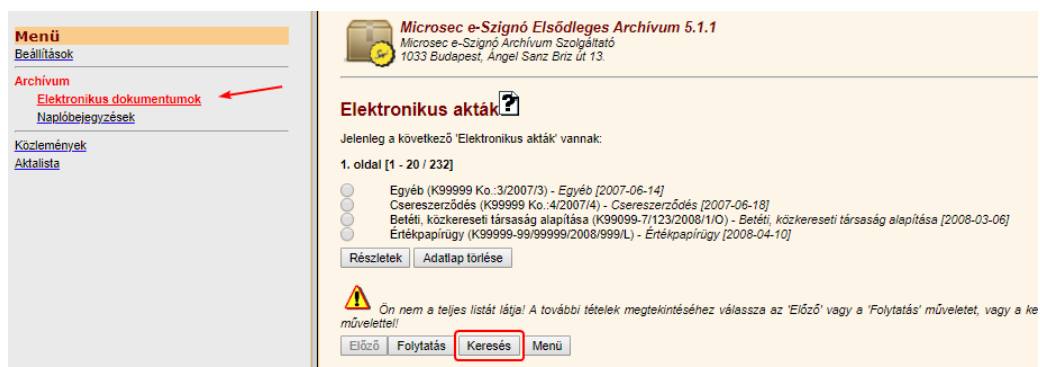 Menü
Beállítások
Archívum
Elektronikus dokumentumok
Naplóbejegyzések
Közlemények
Aktalista
Microsec e-Szignó Elsődleges Archívum 5.1.1
Microsec e-Szignó Archívum Szolgáltató
1033 Budapest, Ángel Sanz Briz út 13.
Elektronikus akták?
Jelenleg a következő 'Elektronikus akták' vannak:
1. oldal [1 - 20 / 232]
Egyéb (K99999 Ko.:3/2007/3) - Egyéb [2007-06-14]
Csereszerződés (K99999 Ko.:4/2007/4) - Csereszerződés [2007-06-18]
Betéti, közkereseti társaság alapítása (K99099-7/123/2008/1/O) - Betéti, közkereseti társaság alapítása [2008-03-06]
Értékpapírügy (K99999-99/99999/2008/999/L) - Értékpapírügy [2008-04-10]
Részletek Adatlap törlése
Ön nem a teljes listát látja! A további tételek megtekintéséhez válassza az 'Előző' vagy a 'Folytatás' műveletet, vagy a ke
művelettel!
Előző Folytatás Keresés Menü